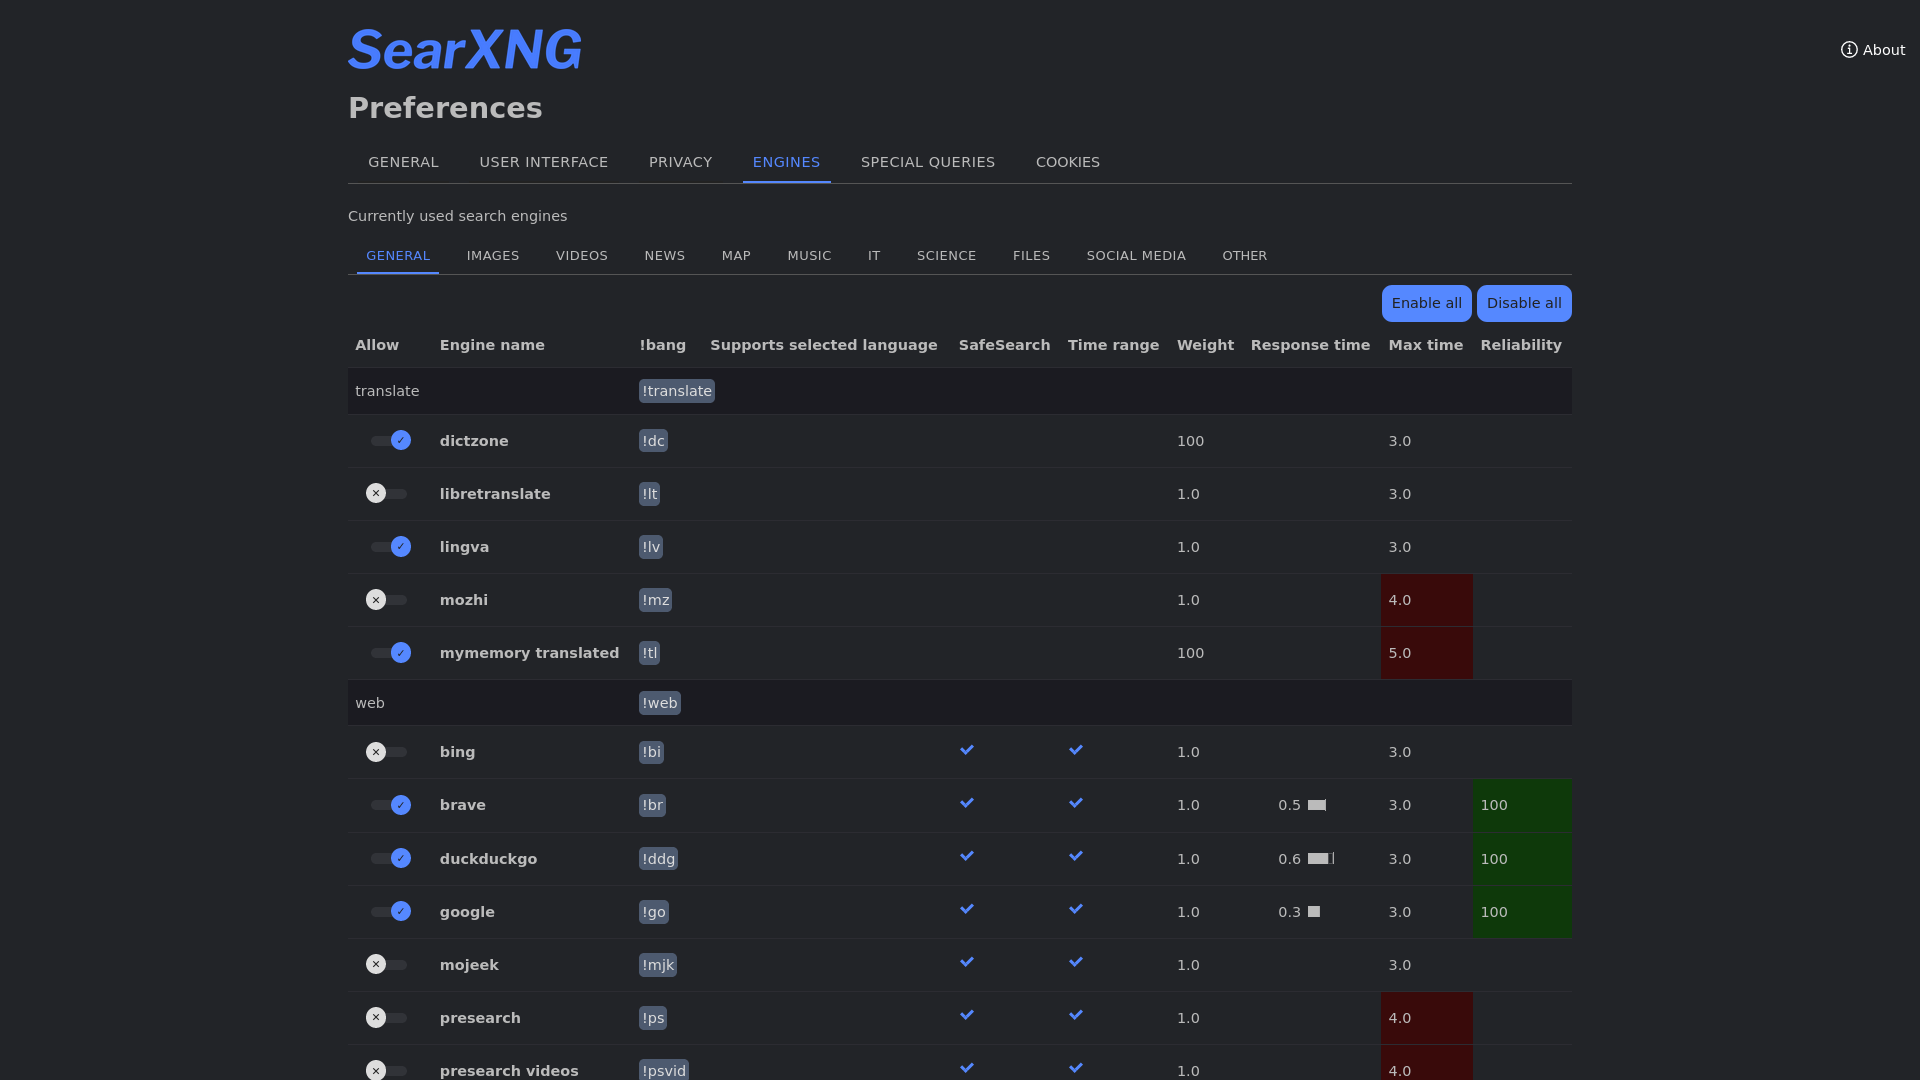 SearXNG
About
Preferences
GENERAL USER INTERFACE PRIVACY ENGINES SPECIAL QUERIES COOKIES
Currently used search engines
GENERAL IMAGES VIDEOS NEWS MAP MUSIC IT SCIENCE FILES SOCIAL MEDIA OTHER
Enable all Disable all
Allow Engine name !bang Supports selected language SafeSearch Time range Weight Response time Max time Reliability
translate !translate
dictzone !dc 100 3.0
libretranslate !lt 1.0 3.0
lingva !lv 1.0 3.0
mozhi !mz 1.0 4.0
mymemory translated !tl 100 5.0
web !web
bing !bi 1.0 3.0
brave !br 1.0 0.5 3.0 100
duckduckgo !ddg 1.0 0.6 3.0 100
google !go 1.0 0.3 3.0 100
mojeek !mjk 1.0 3.0
presearch !ps 1.0 4.0
presearch videos !psvid 1.0 4.0